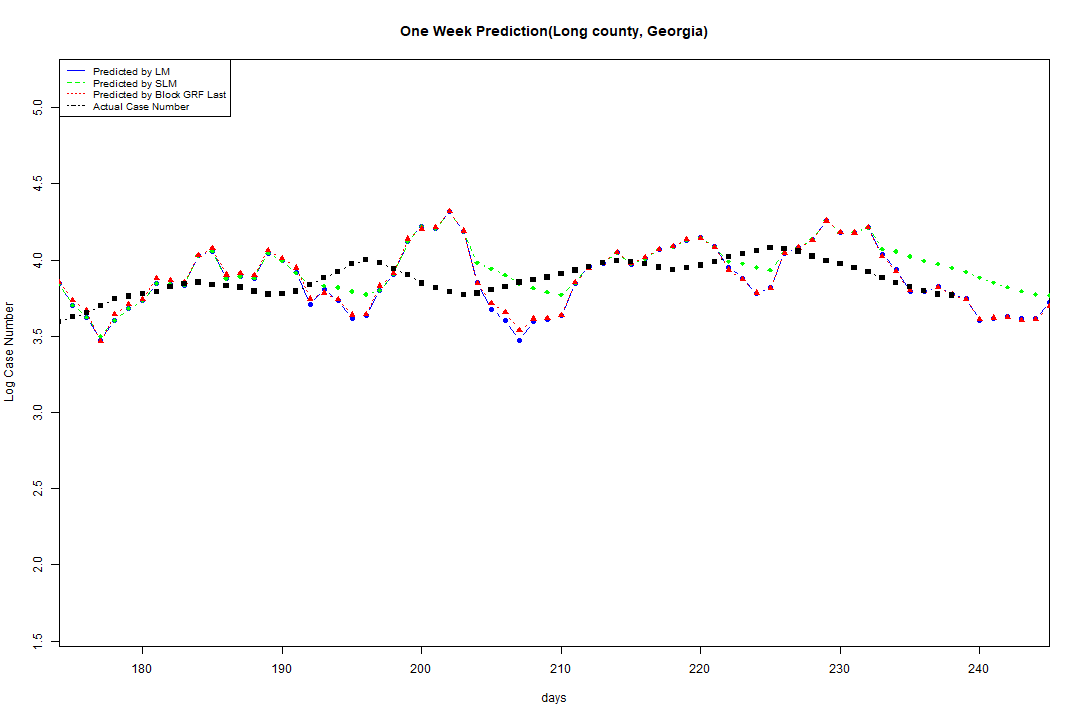 One Week Prediction(Long county, Georgia)
Predicted by LM
Predicted by SLM
Predicted by Block GRF Last
Actual Case Number
5.0
4.5
4.0
3.5
3.0
2.5
2.0
1.5
Log Case Number
180 190 200 210 220 230 240
days